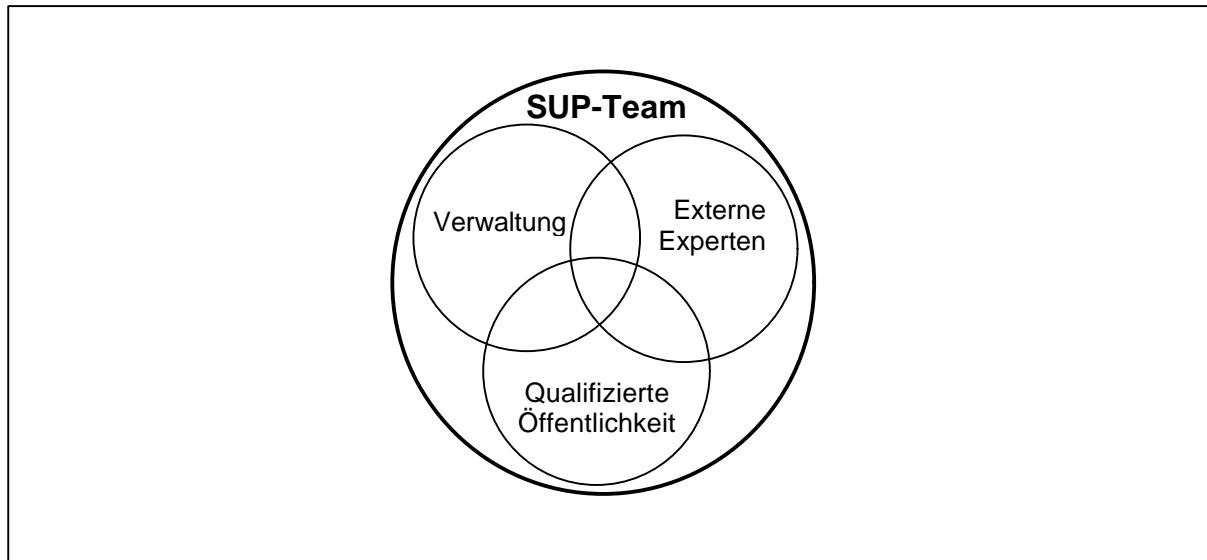 SUP-Team
Verwaltung
Externe
Experten
Qualifizierte
Öffentlichkeit